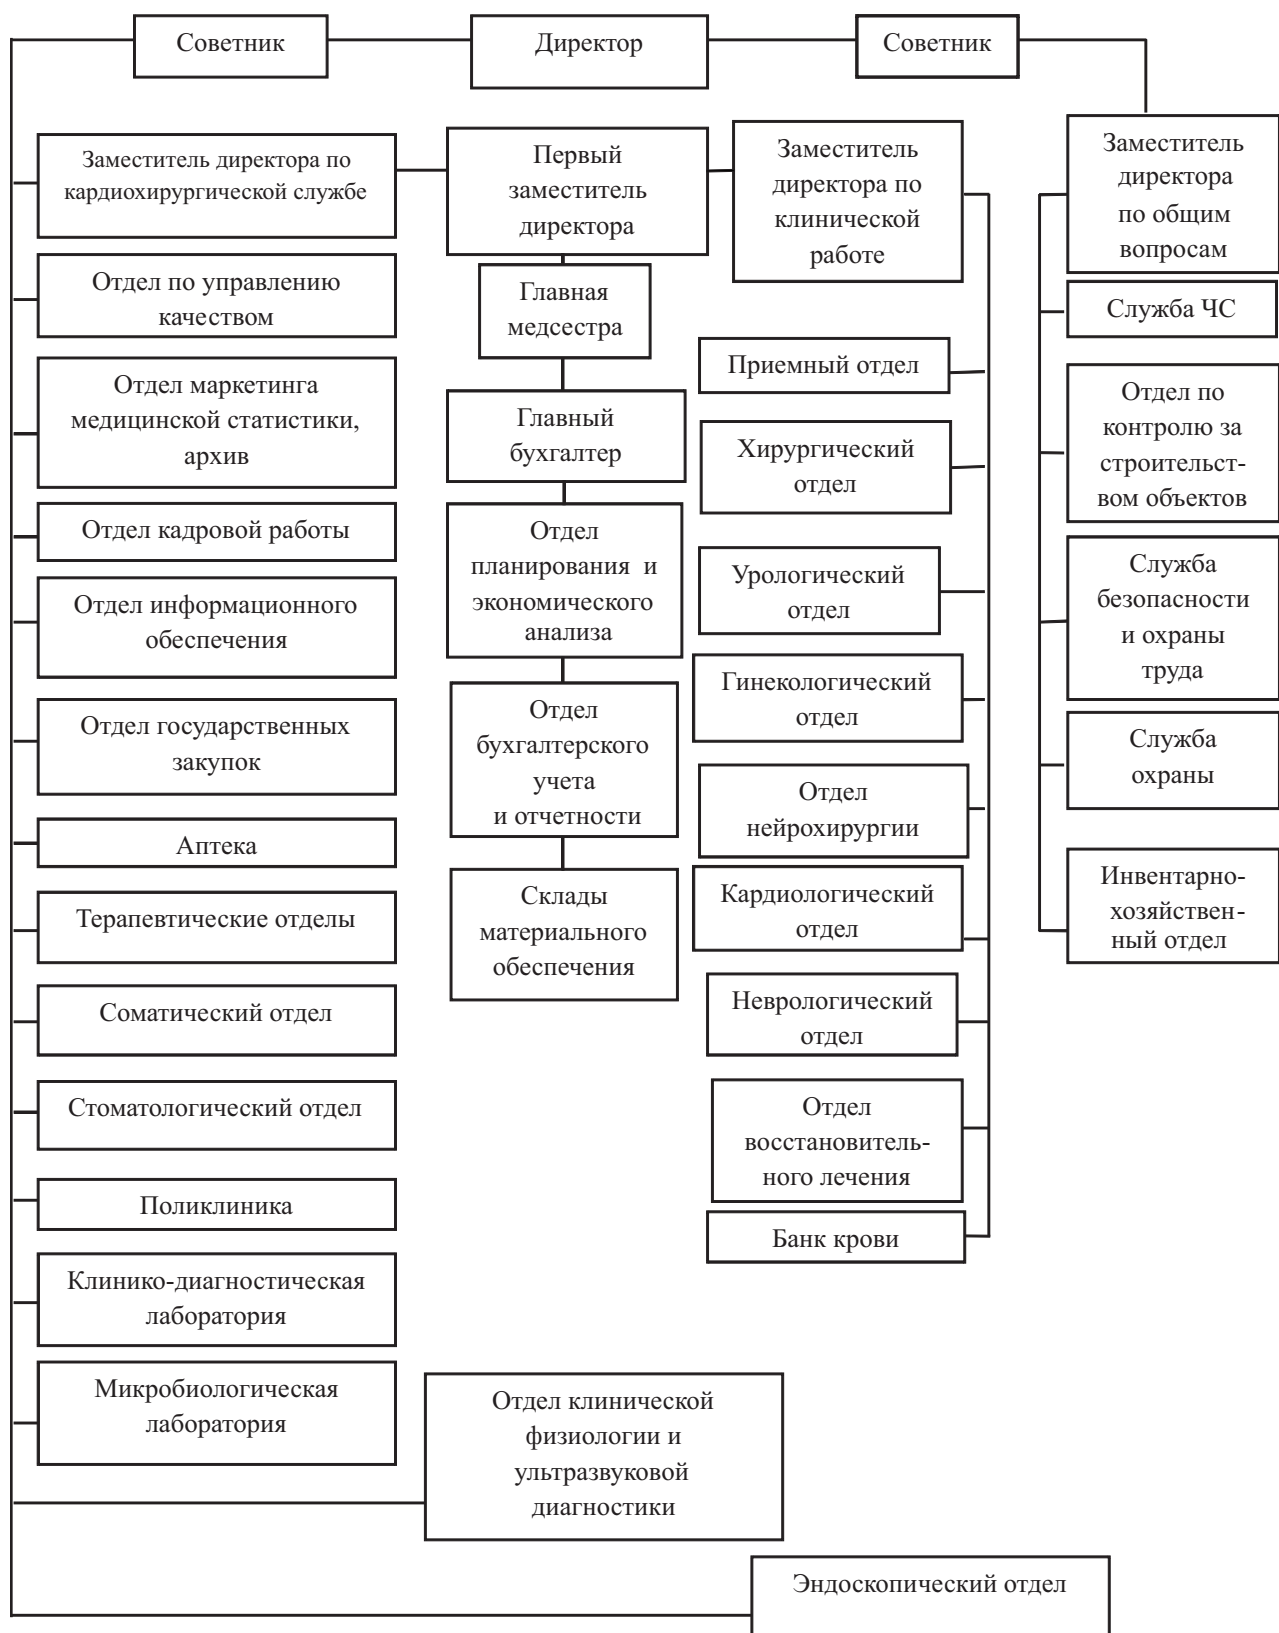 Советник
Директор
Советник
Заместитель директора по
кардиохирургической службе
Отдел по управлению
качеством
Отдел маркетинга
медицинской статистики,
архив
Отдел кадровой работы
Отдел информационного
обеспечения
Отдел государственных
закупок
Аптека
Терапевтические отделы
Соматический отдел
Стоматологический отдел
Поликлиника
Клинико-диагностическая
лаборатория
Микробиологическая
лаборатория
Первый
заместитель
директора
Главная
медсестра
Главный
бухгалтер
Отдел
планирования и
экономического
анализа
Отдел
бухгалтерского
учета
и отчетности
Склады
материального
обеспечения
Заместитель
директора по
клинической
работе
Приемный отдел
Хирургический
отдел
Урологический
отдел
Гинекологический
отдел
Отдел
нейрохирургии
Кардиологический
отдел
Неврологический
отдел
Отдел
восстановитель-
ного лечения
Банк крови
Заместитель
директора
по общим
вопросам
Служба ЧС
Отдел по
контролю за
строительст-
вом объектов
Служба
безопасности
и охраны
труда
Служба
охраны
Инвентарно-
хозяйствен-
ный отдел
Отдел клинической
физиологии и
ультразвуковой
диагностики
Эндоскопический отдел